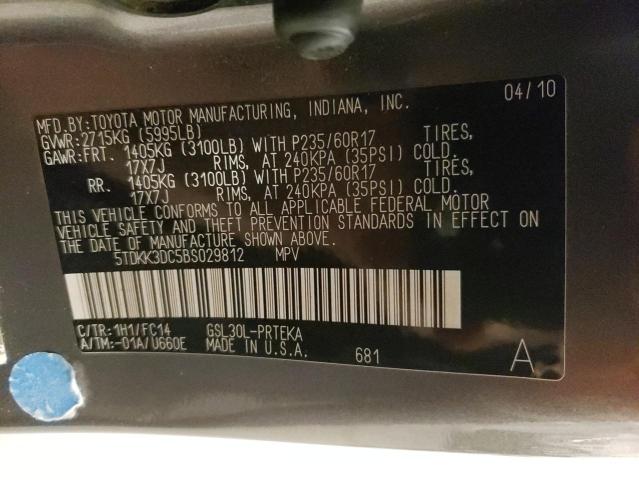 04/10
MFD.BY:TOYOTA MOTOR MANUFACTURING, INDIANA, INC.
GVWR:2715KG (5995LB)
GAWR:FRT. 1405KG (3100LB) WITH P235/60R17 TIRES,
17X7J RIMS, AT 240KPA (35PSI) COLD.
RR. 1405KG (3100LB) WITH P235/60R17 TIRES,
17X7J RIMS, AT 240KPA (35PSI) COLD.
THIS VEHICLE CONFORMS TO ALL APPLICABLE FEDERAL MOTOR
VEHICLE SAFETY AND THEFT PREVENTION STANDARDS IN EFFECT ON
THE DATE OF MANUFACTURE SHOWN ABOVE.
5TDKK3DC5BS029812 MPV
C/TR:1H1/FC14 GSL30L-PRTEKA
A/TM:-01A/U660E MADE IN U.S.A. 681 A